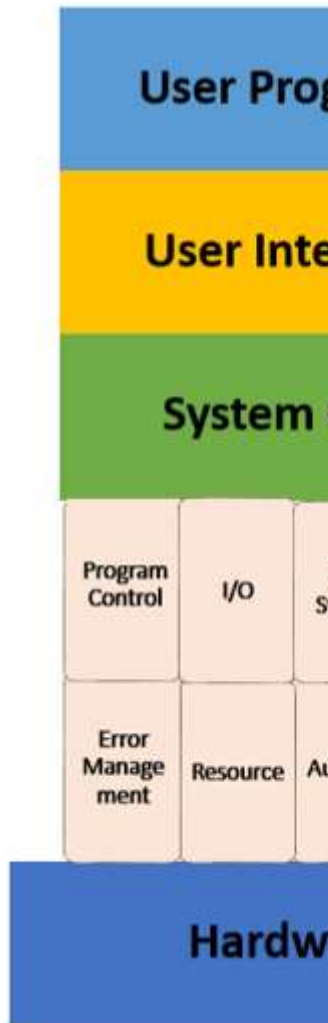 User Prog
User Inte
System
Program
Control
I/O
S
Error
Manage
ment
Resource
Au
Hardw